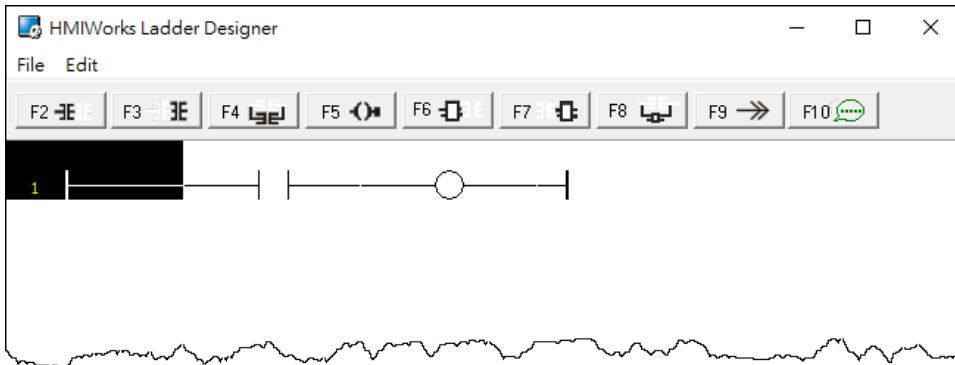 HMIWorks Ladder Designer
File Edit
F2 F3 F4 F5 F6 F7 F8 F9 F10
1